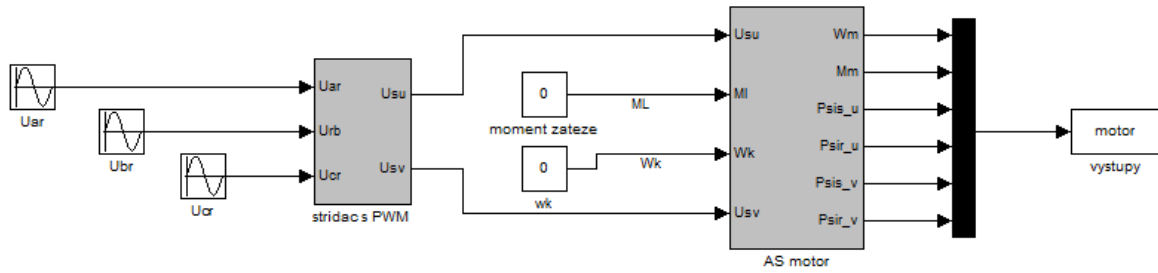 Uar
Ubr
Ucr
Uar
Urb
Ucr
Usu
Usv
stridac s PWM
0
moment zateze
0
wk
ML
Wk
Usu
Ml
Wk
Usv
Wm
Mm
Psis_u
Psir_u
Psis_v
Psir_v
AS motor
motor
vystupy